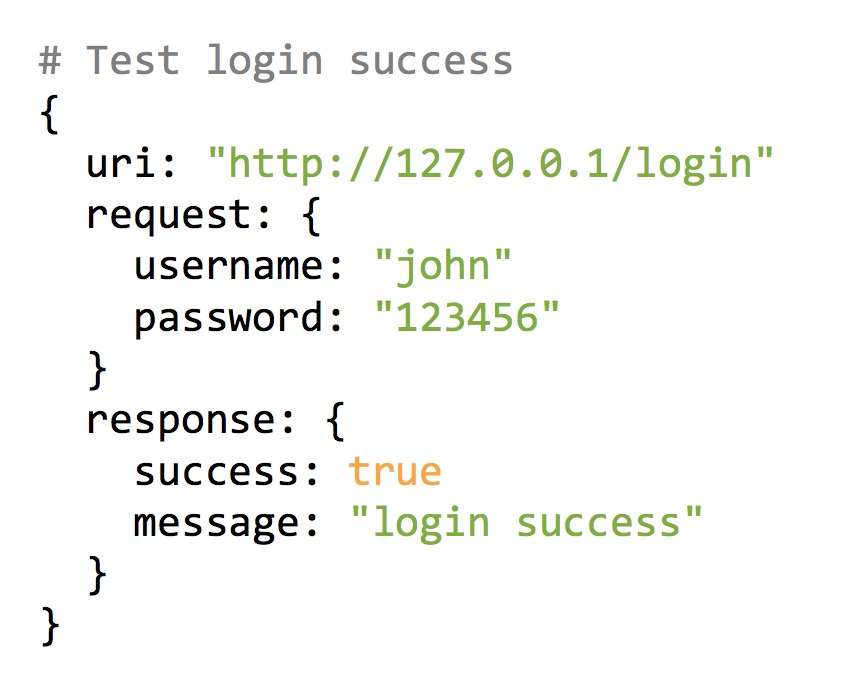 # Test login success
{
  uri: "http://127.0.0.1/login"
  request: {
    username: "john"
    password: "123456"
  }
  response: {
    success: true
    message: "login success"
  }
}